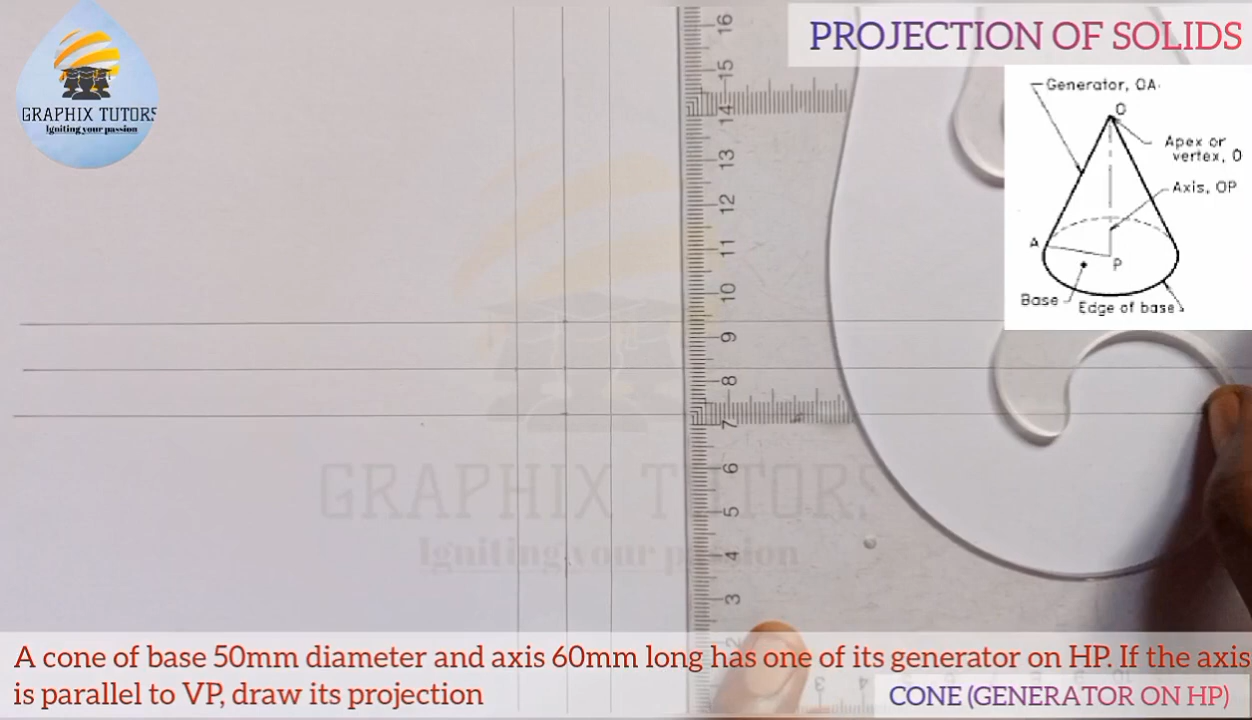 PROJECTION OF SOLIDS
GRAPHIX TUTORS
Igniting your passion
Generator, OA
O
Apex or
vertex, O
Axis, OP
A
P
Base
Edge of base
16
15
14
13
12
11
10
9
8
7
6
5
4
3
2
GRAPHIX TUTORS
Igniting your passion
A cone of base 50mm diameter and axis 60mm long has one of its generator on HP. If the axis
is parallel to VP, draw its projection
CONE (GENERATOR ON HP)